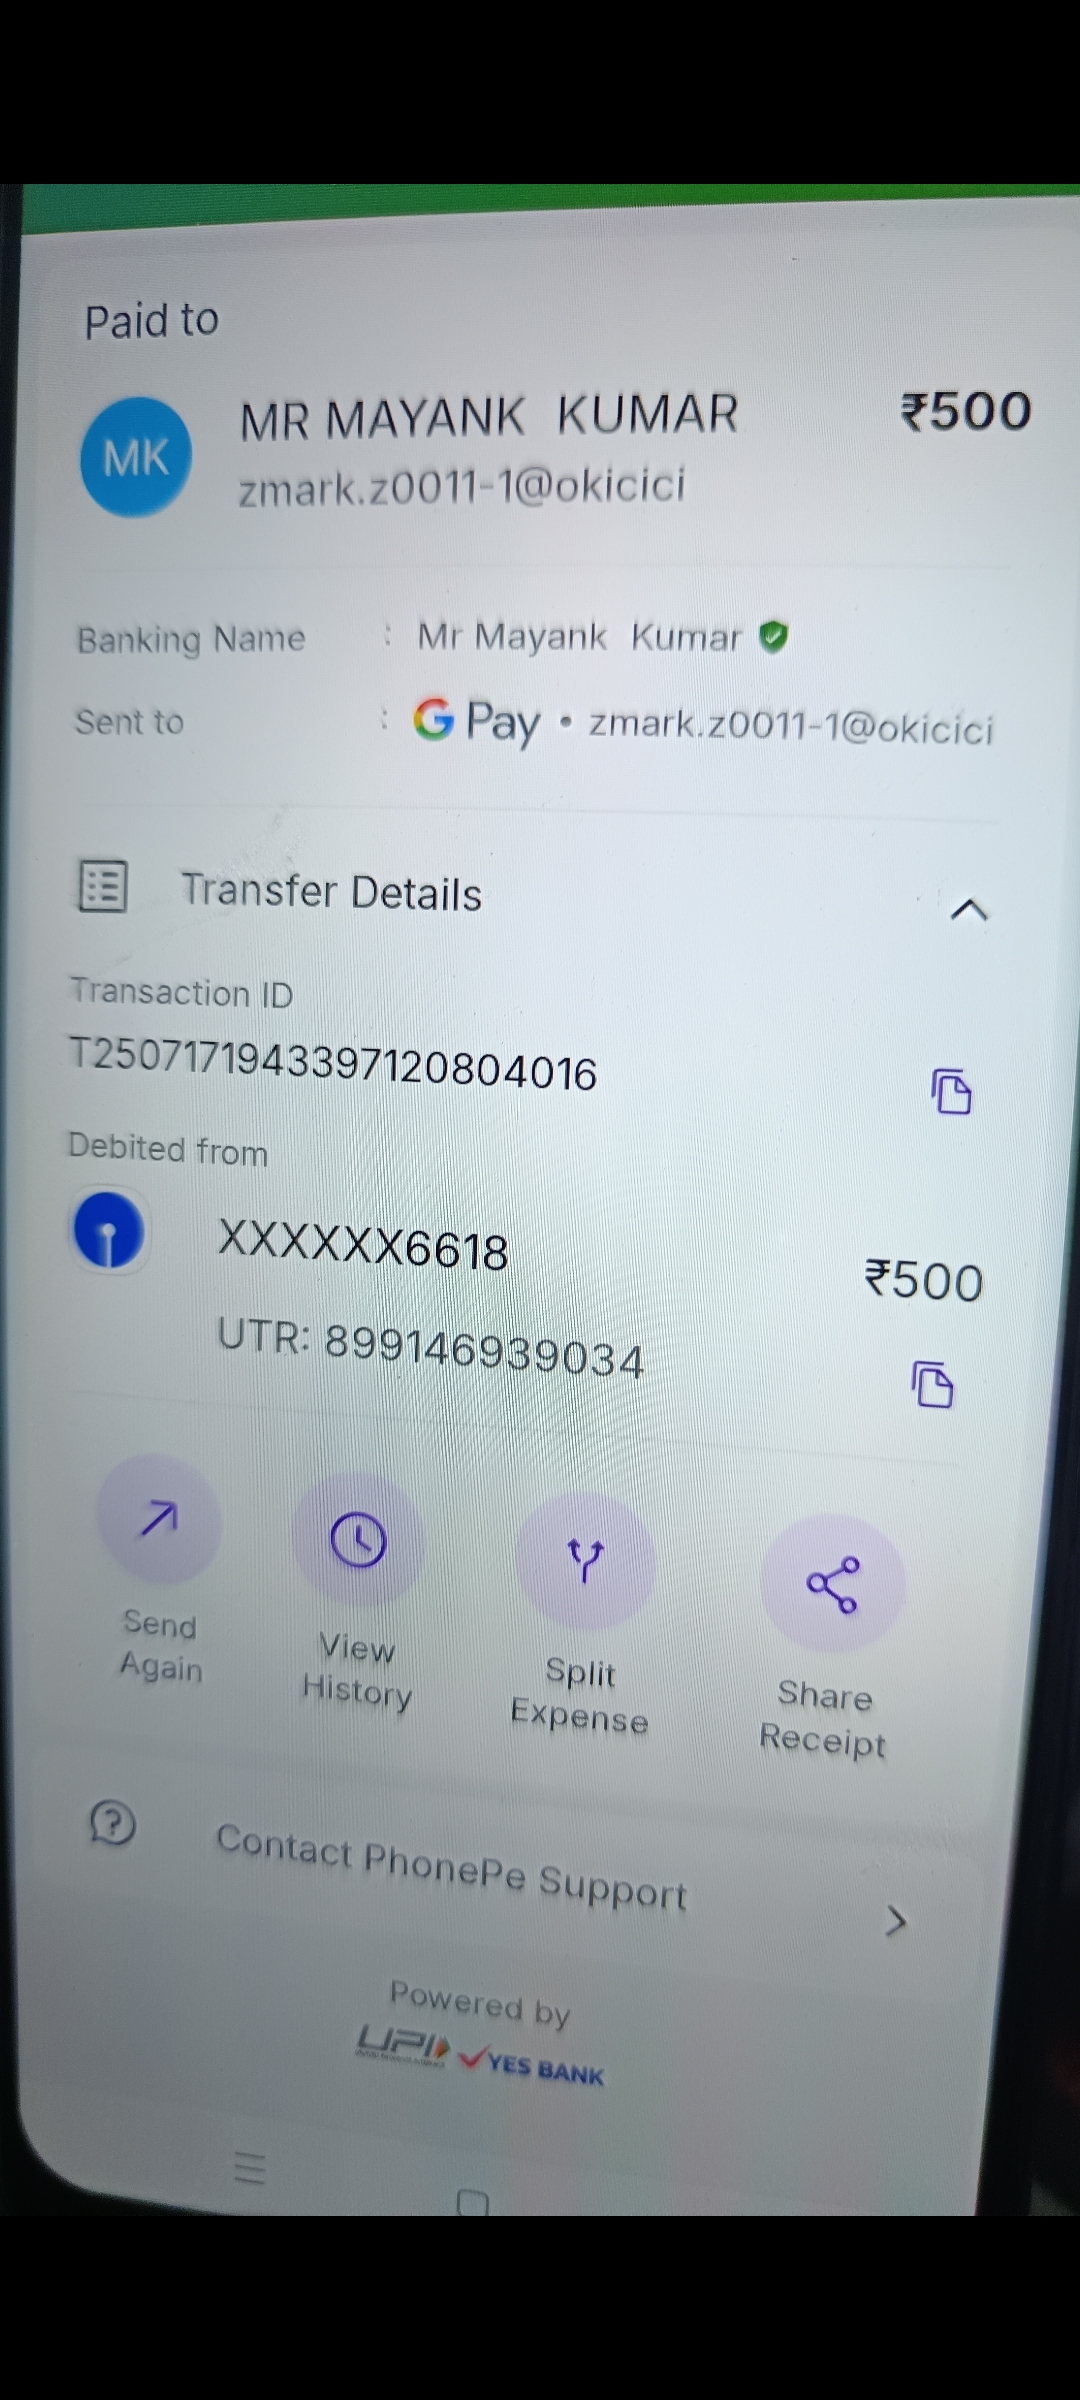 Paid to
MK
MR MAYANK KUMAR ₹500
zmark.z0011-1@okicici
Banking Name : Mr Mayank Kumar
Sent to : G Pay • zmark.z0011-1@okicici
Transfer Details
Transaction ID
T2507171943397120804016
Debited from
XXXXXX6618 ₹500
UTR: 899146939034
Send Again
View History
Split Expense
Share Receipt
Contact PhonePe Support
Powered by
UPI YES BANK